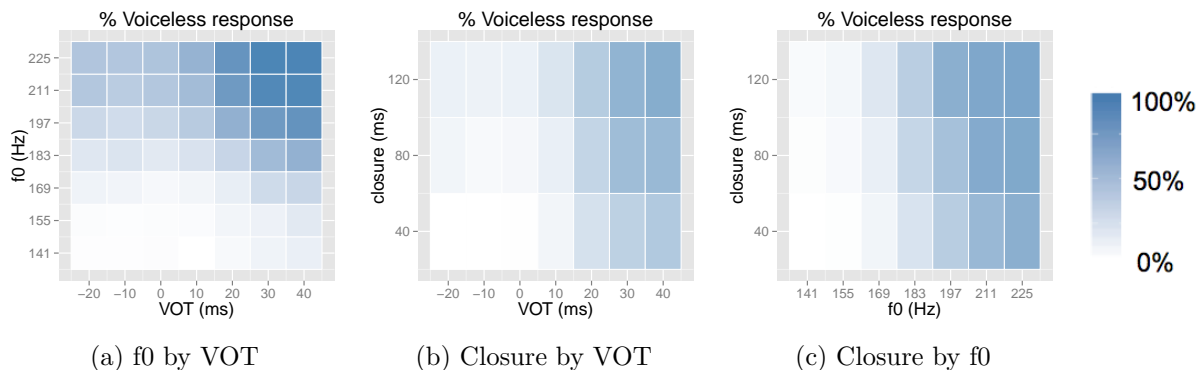 % Voiceless response
225
211
197
183
169
155
141
f0 (Hz)
−20 −10 0 10 20 30 40
VOT (ms)
(a) f0 by VOT
% Voiceless response
120
80
40
closure (ms)
−20 −10 0 10 20 30 40
VOT (ms)
(b) Closure by VOT
% Voiceless response
120
80
40
closure (ms)
141 155 169 183 197 211 225
f0 (Hz)
(c) Closure by f0
100%
50%
0%